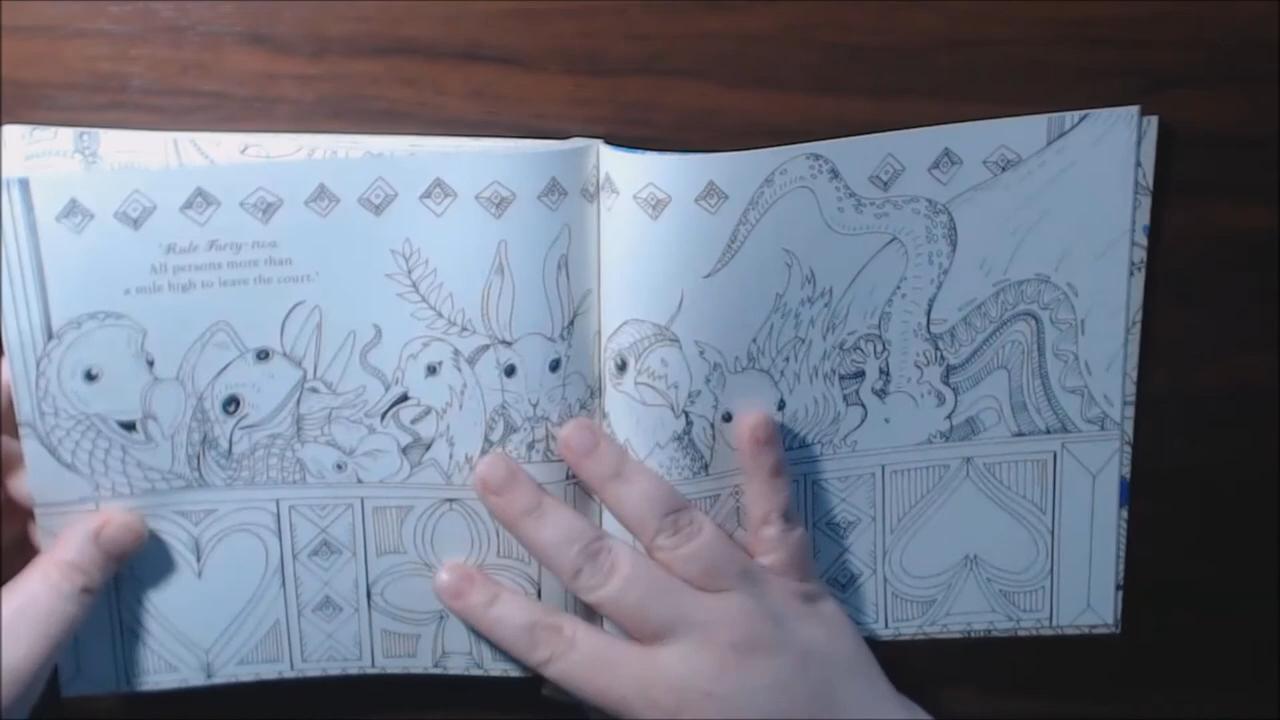 'Rule Forty-two.
All persons more than
a mile high to leave the court.'